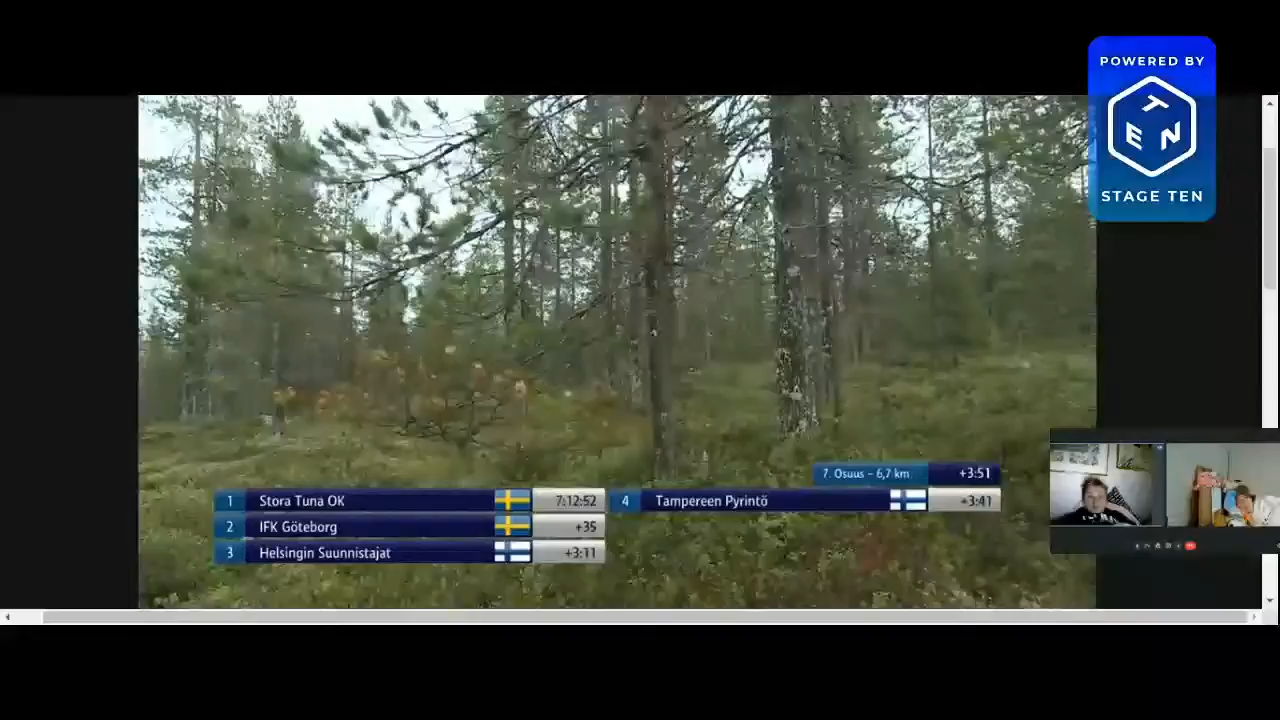 POWERED BY
TEN
STAGE TEN
7. Osuus – 6,7 km +3:51
1 Stora Tuna OK 7:12:52
2 IFK Göteborg +35
3 Helsingin Suunnistajat +3:11
4 Tampereen Pyrintö +3:41